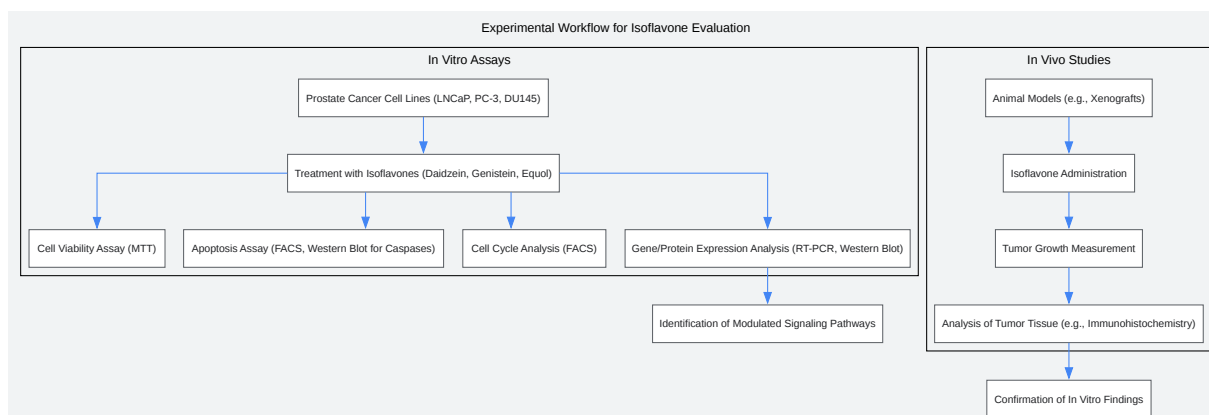 Experimental Workflow for Isoflavone Evaluation
In Vitro Assays
Prostate Cancer Cell Lines (LNCaP, PC-3, DU145)
Treatment with Isoflavones (Daidzein, Genistein, Equol)
Cell Viability Assay (MTT)
Apoptosis Assay (FACS, Western Blot for Caspases)
Cell Cycle Analysis (FACS)
Gene/Protein Expression Analysis (RT-PCR, Western Blot)
Identification of Modulated Signaling Pathways
In Vivo Studies
Animal Models (e.g., Xenografts)
Isoflavone Administration
Tumor Growth Measurement
Analysis of Tumor Tissue (e.g., Immunohistochemistry)
Confirmation of In Vitro Findings